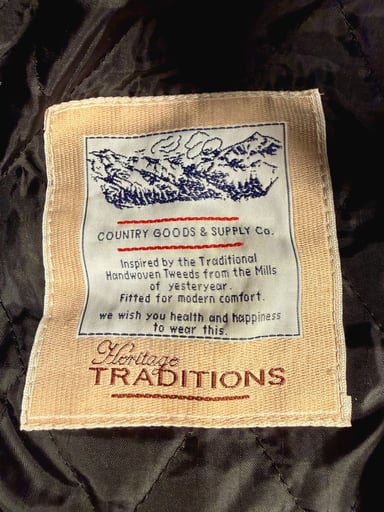 COUNTRY GOODS & SUPPLY Co.
Inspired by the Traditional
Handwoven Tweeds from the Mills
of yesteryear.
Fitted for modern comfort.
we wish you health and happiness
to wear this.
Heritage
TRADITIONS